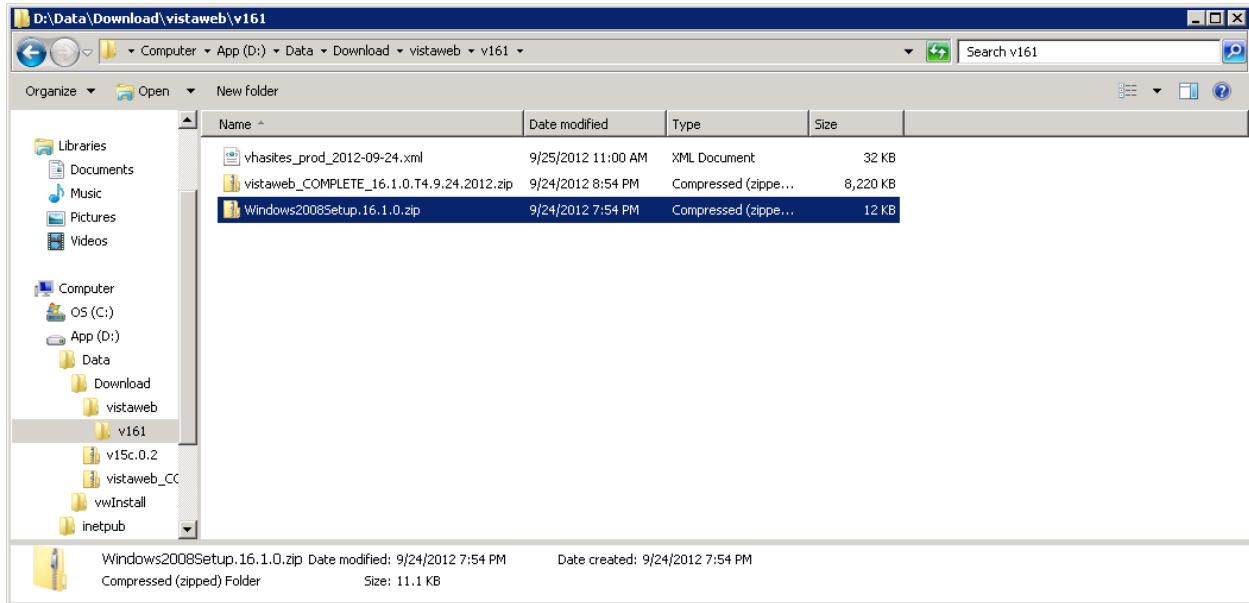 D:\Data\Download\vistaweb\v161
Computer App (D:) Data Download vistaweb v161
Search v161
Organize Open New folder
Name Date modified Type Size
vhasites_prod_2012-09-24.xml 9/25/2012 11:00 AM XML Document 32 KB
vistaweb_COMPLETE_16.1.0.T4.9.24.2012.zip 9/24/2012 8:54 PM Compressed (zippe... 8,220 KB
Windows2008Setup.16.1.0.zip 9/24/2012 7:54 PM Compressed (zippe... 12 KB
Libraries
Documents
Music
Pictures
Videos
Computer
OS (C:)
App (D:)
Data
Download
vistaweb
v161
v15c.0.2
vistaweb_CC
vwInstall
inetpub
Windows2008Setup.16.1.0.zip Date modified: 9/24/2012 7:54 PM Date created: 9/24/2012 7:54 PM
Compressed (zipped) Folder Size: 11.1 KB